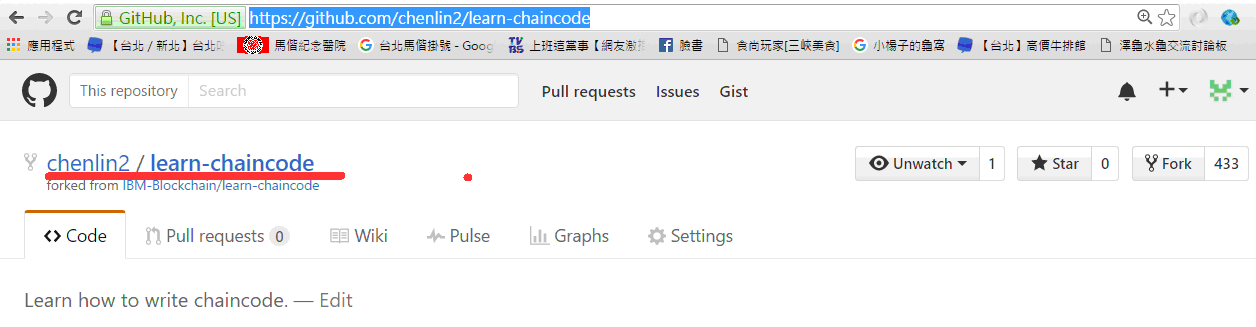 GitHub, Inc. [US] https://github.com/chenlin2/learn-chaincode
應用程式 【台北 / 新北】台北 馬偕紀念醫院 台北馬偕掛號 - Goog TVBS 上班這黨事【網友激 臉書 食尚玩家[三峽美食] 小楊子的龜窩 【台北】高價牛排館 澤龜水龜交流討論板
This repository Search Pull requests Issues Gist
chenlin2 / learn-chaincode Unwatch 1 Star 0 Fork 433
forked from IBM-Blockchain/learn-chaincode
Code Pull requests 0 Wiki Pulse Graphs Settings
Learn how to write chaincode. — Edit